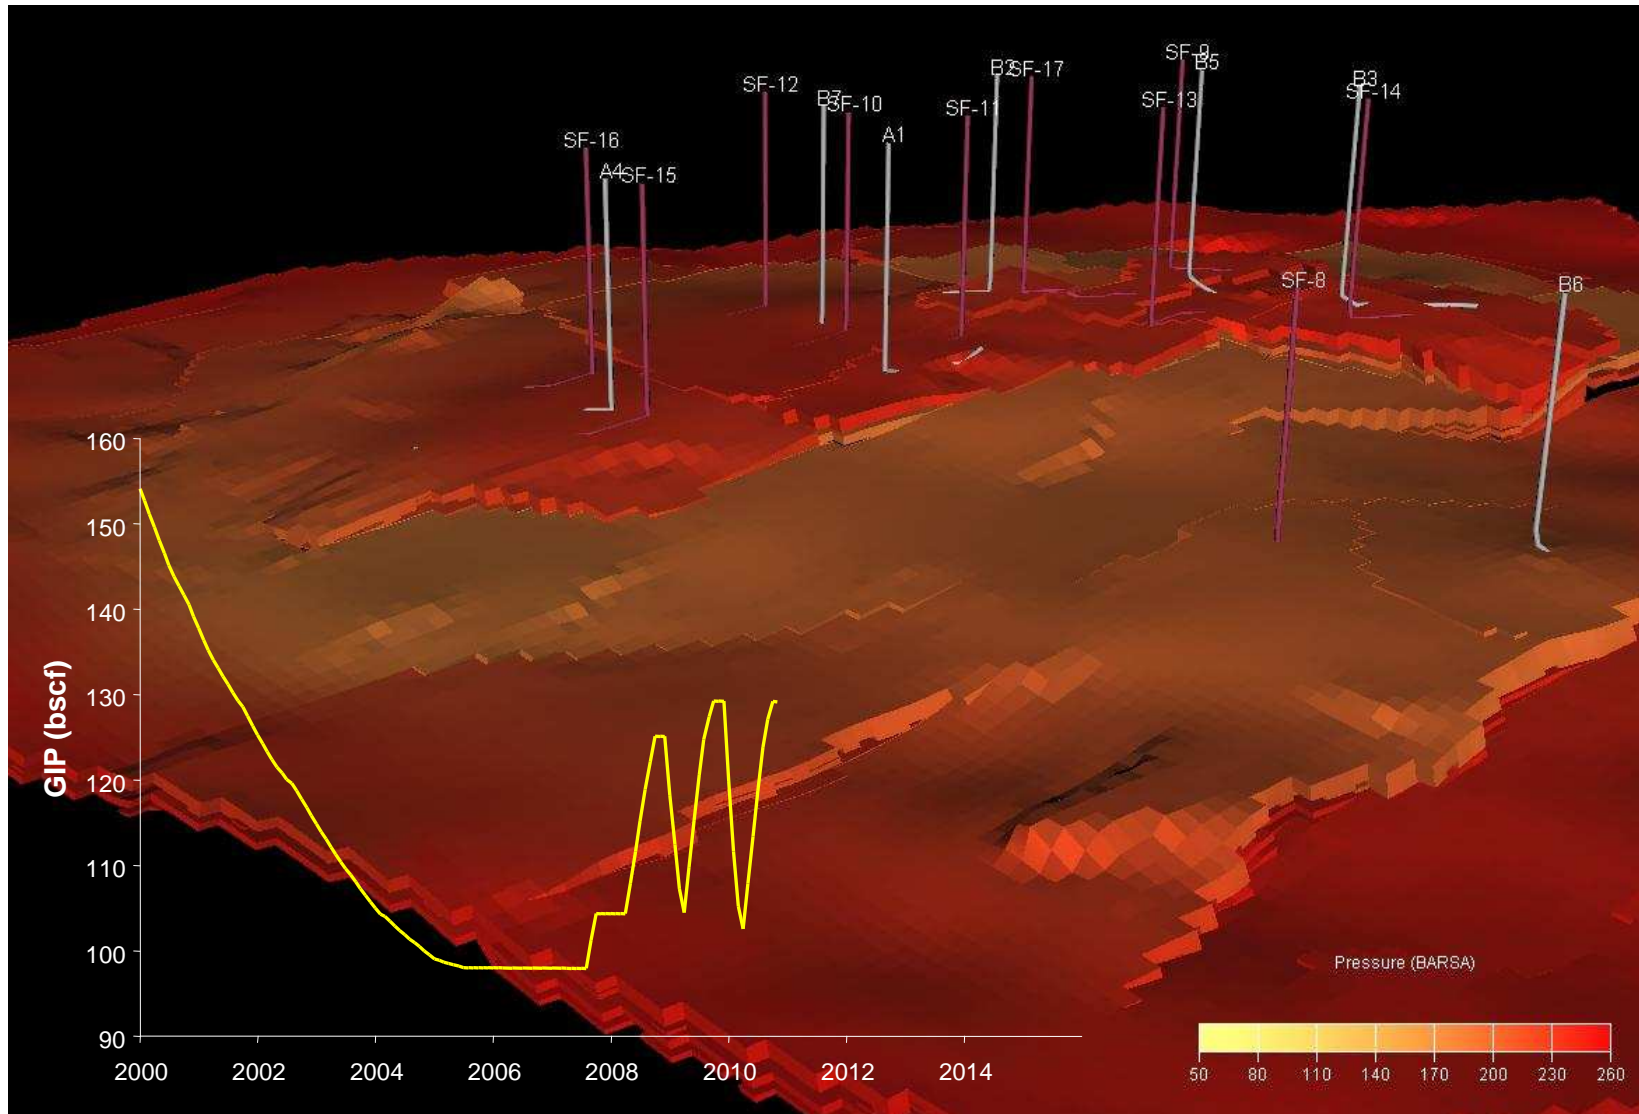 SF-9
B5
B2
SF-17
SF-12
B7
SF-10
B3
SF-14
SF-13
SF-11
A1
SF-16
A4
SF-15
SF-8
B6
160
150
140
130
120
110
100
90
GIP (bscf)
2000 2002 2004 2006 2008 2010 2012 2014
Pressure (BARSA)
50 80 110 140 170 200 230 260